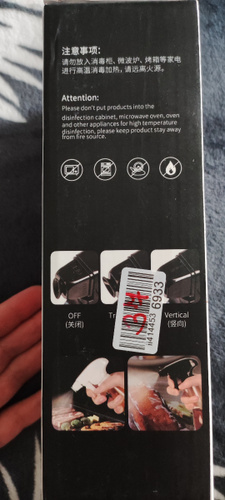 注意事项:
请勿放入消毒柜、微波炉、烤箱等家电
进行高温消毒加热，请远离火源。
Attention:
Please don't put products into the
disinfection cabinet, microwave oven, oven
and other appliances for high temperature
disinfection, please keep product stay away
from fire source.
OFF
(关闭)
Vertical
(竖向)
6414453 6933